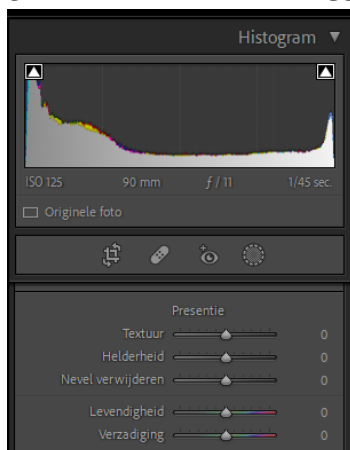 Histogram
ISO 125 90 mm ƒ / 11 1/45 sec.
Originele foto
Presentie
Textuur 0
Helderheid 0
Nevel verwijderen 0
Levendigheid 0
Verzadiging 0